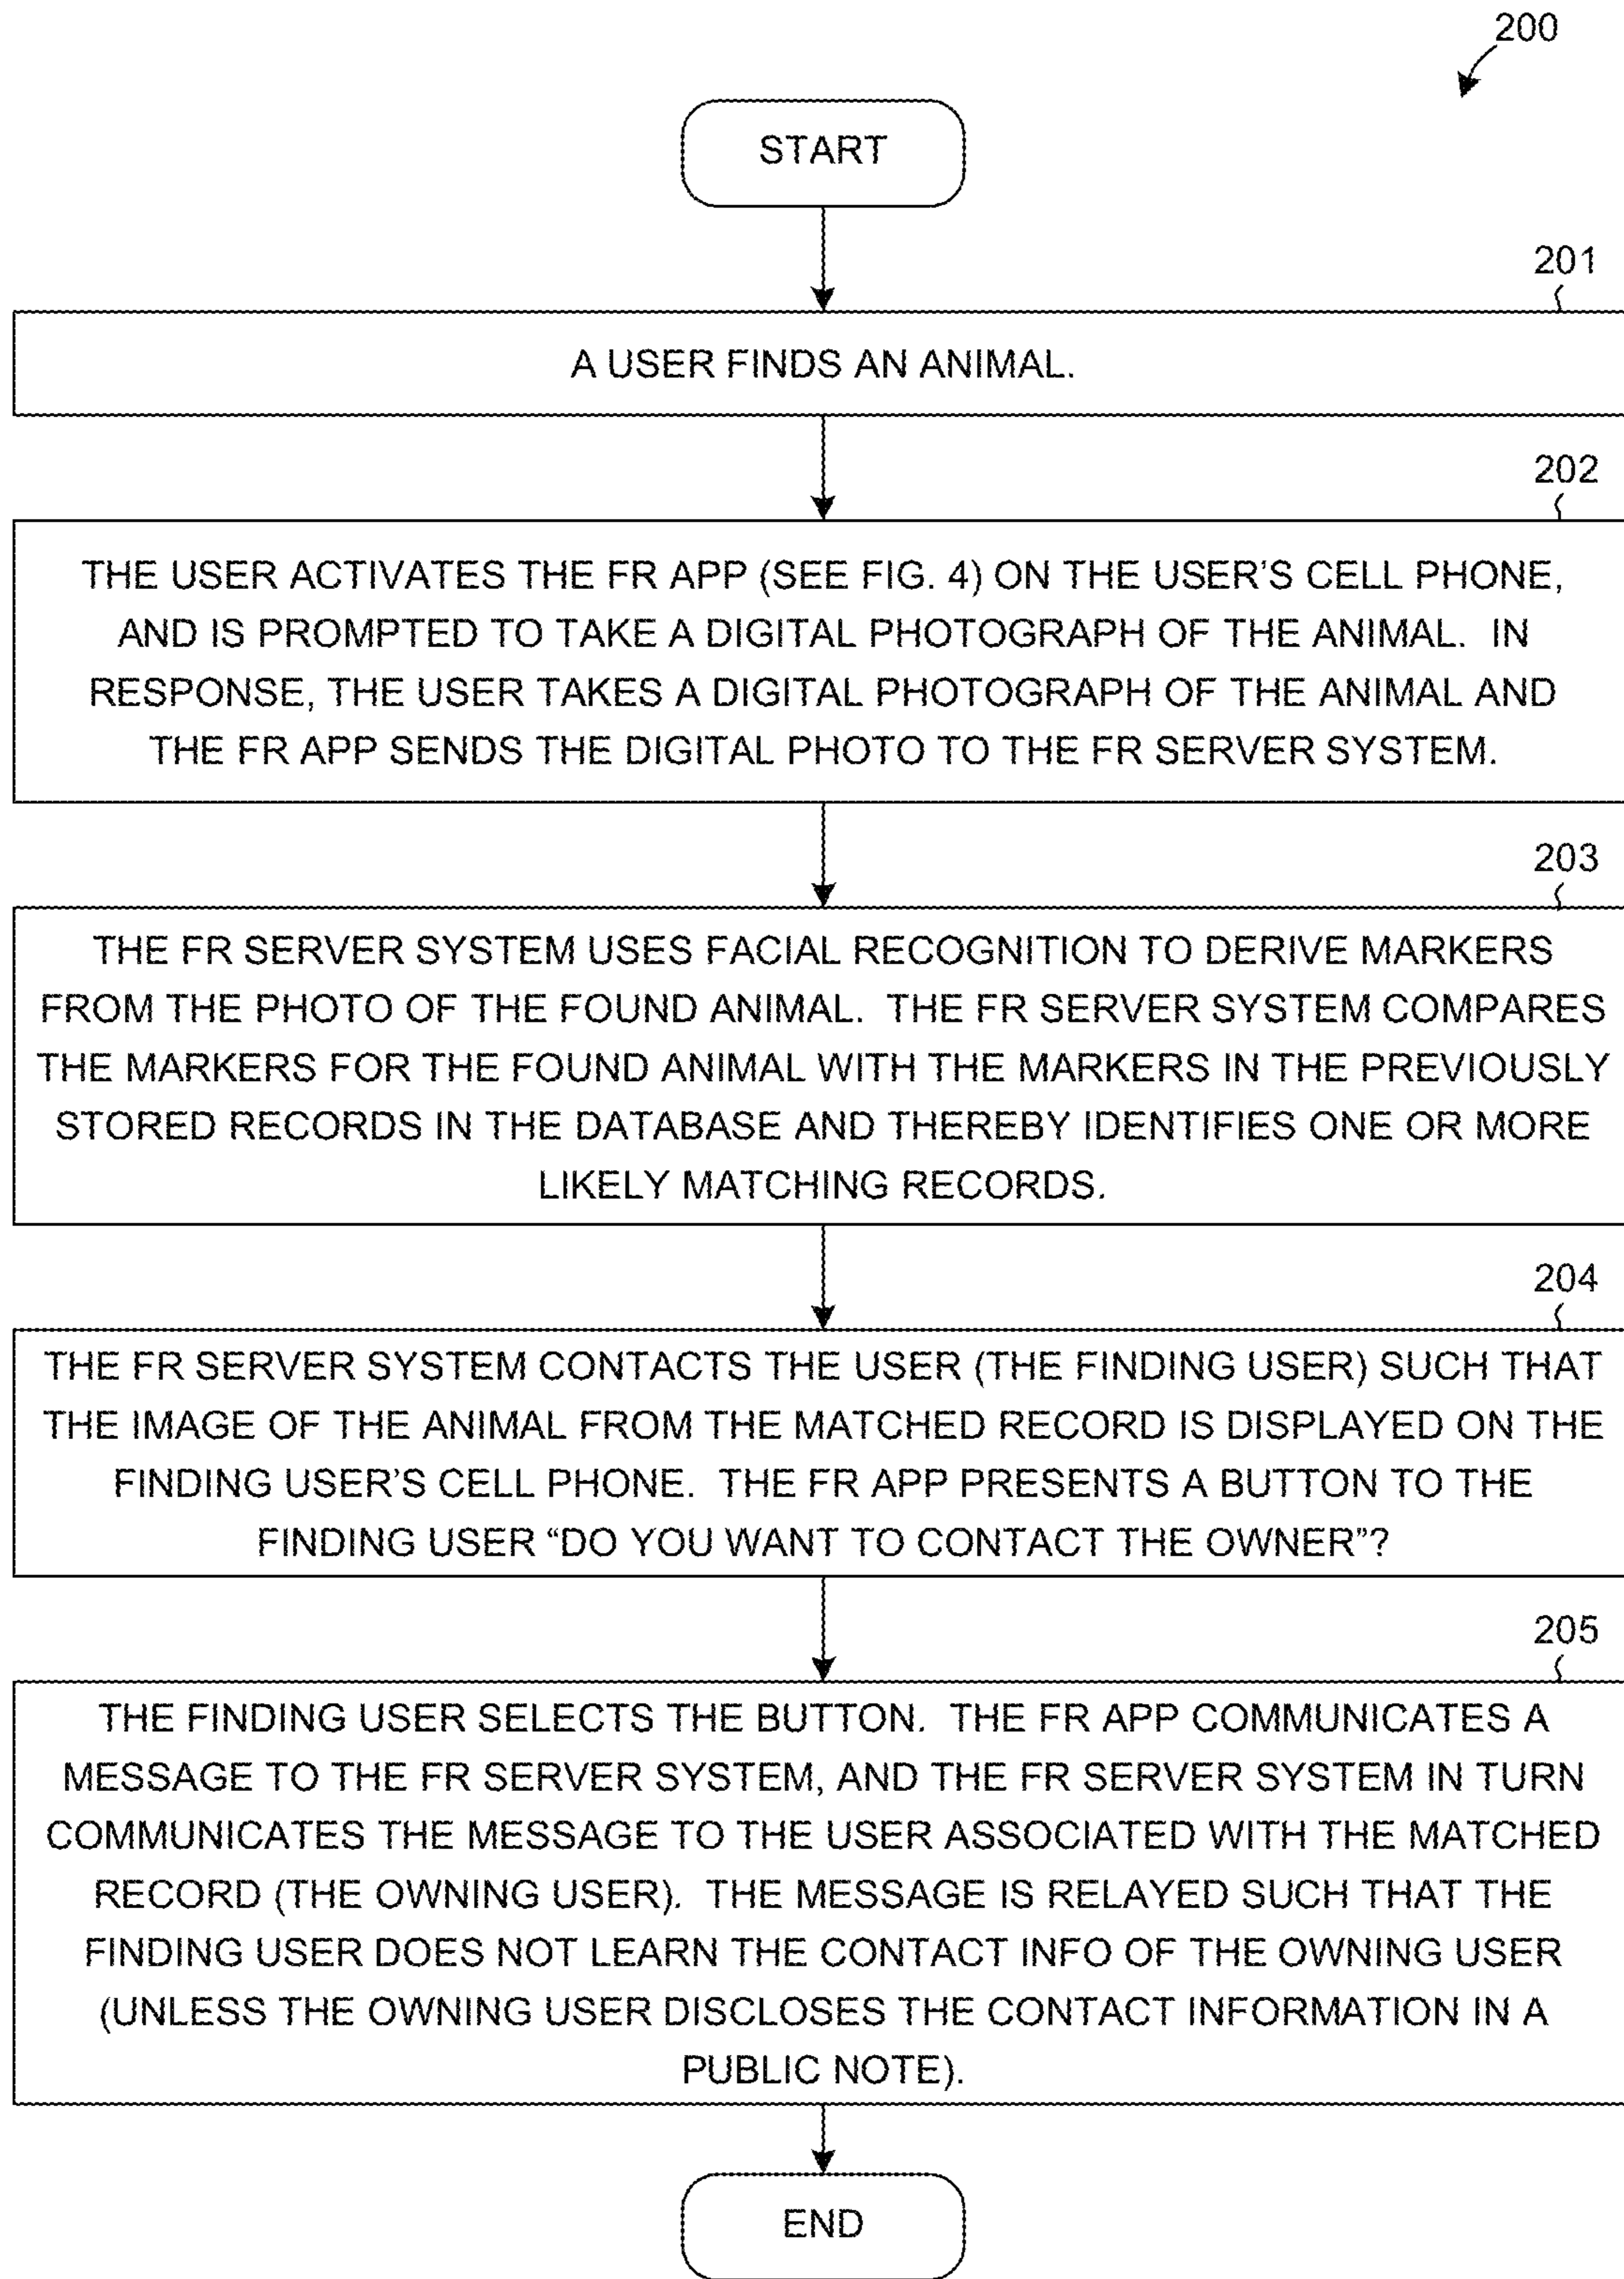 200
START
201
A USER FINDS AN ANIMAL.
202
THE USER ACTIVATES THE FR APP (SEE FIG. 4) ON THE USER'S CELL PHONE,
AND IS PROMPTED TO TAKE A DIGITAL PHOTOGRAPH OF THE ANIMAL. IN
RESPONSE, THE USER TAKES A DIGITAL PHOTOGRAPH OF THE ANIMAL AND
THE FR APP SENDS THE DIGITAL PHOTO TO THE FR SERVER SYSTEM.
203
THE FR SERVER SYSTEM USES FACIAL RECOGNITION TO DERIVE MARKERS
FROM THE PHOTO OF THE FOUND ANIMAL. THE FR SERVER SYSTEM COMPARES
THE MARKERS FOR THE FOUND ANIMAL WITH THE MARKERS IN THE PREVIOUSLY
STORED RECORDS IN THE DATABASE AND THEREBY IDENTIFIES ONE OR MORE
LIKELY MATCHING RECORDS.
204
THE FR SERVER SYSTEM CONTACTS THE USER (THE FINDING USER) SUCH THAT
THE IMAGE OF THE ANIMAL FROM THE MATCHED RECORD IS DISPLAYED ON THE
FINDING USER'S CELL PHONE. THE FR APP PRESENTS A BUTTON TO THE
FINDING USER “DO YOU WANT TO CONTACT THE OWNER”?
205
THE FINDING USER SELECTS THE BUTTON. THE FR APP COMMUNICATES A
MESSAGE TO THE FR SERVER SYSTEM, AND THE FR SERVER SYSTEM IN TURN
COMMUNICATES THE MESSAGE TO THE USER ASSOCIATED WITH THE MATCHED
RECORD (THE OWNING USER). THE MESSAGE IS RELAYED SUCH THAT THE
FINDING USER DOES NOT LEARN THE CONTACT INFO OF THE OWNING USER
(UNLESS THE OWNING USER DISCLOSES THE CONTACT INFORMATION IN A
PUBLIC NOTE).
END